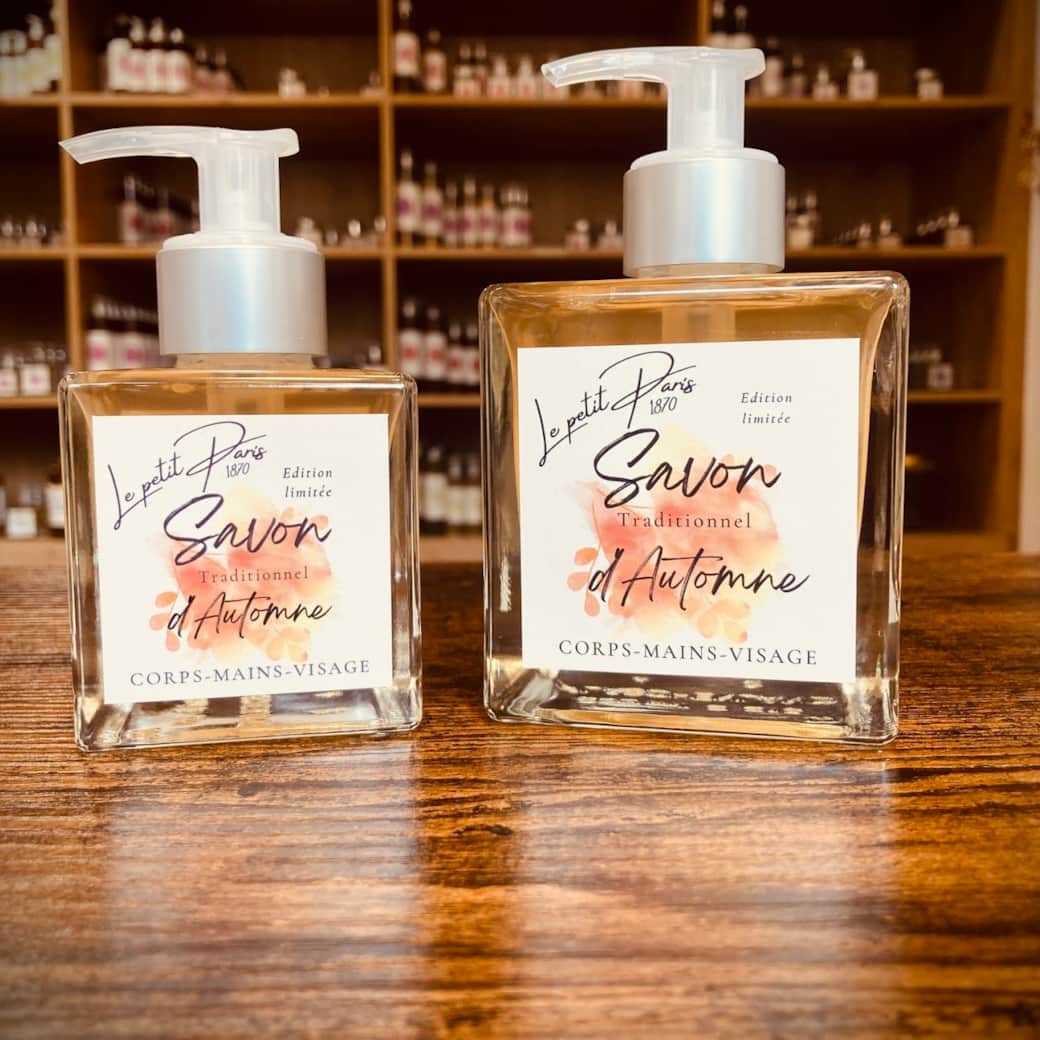 Le petit Paris
1870
Edition
limitée
Savon
Traditionnel
d'Automne
CORPS-MAINS-VISAGE
Le petit Paris
1870
Edition
limitée
Savon
Traditionnel
d'Automne
CORPS-MAINS-VISAGE